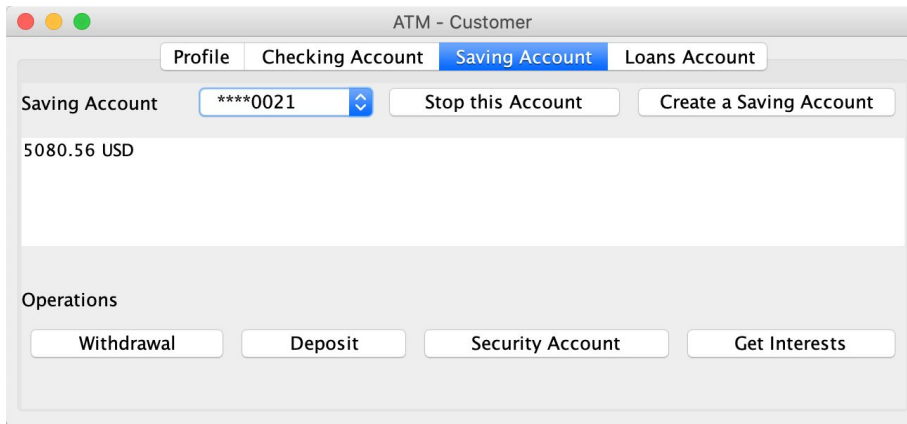 ATM - Customer
Profile Checking Account Saving Account Loans Account
Saving Account ****0021 Stop this Account Create a Saving Account
5080.56 USD
Operations
Withdrawal Deposit Security Account Get Interests